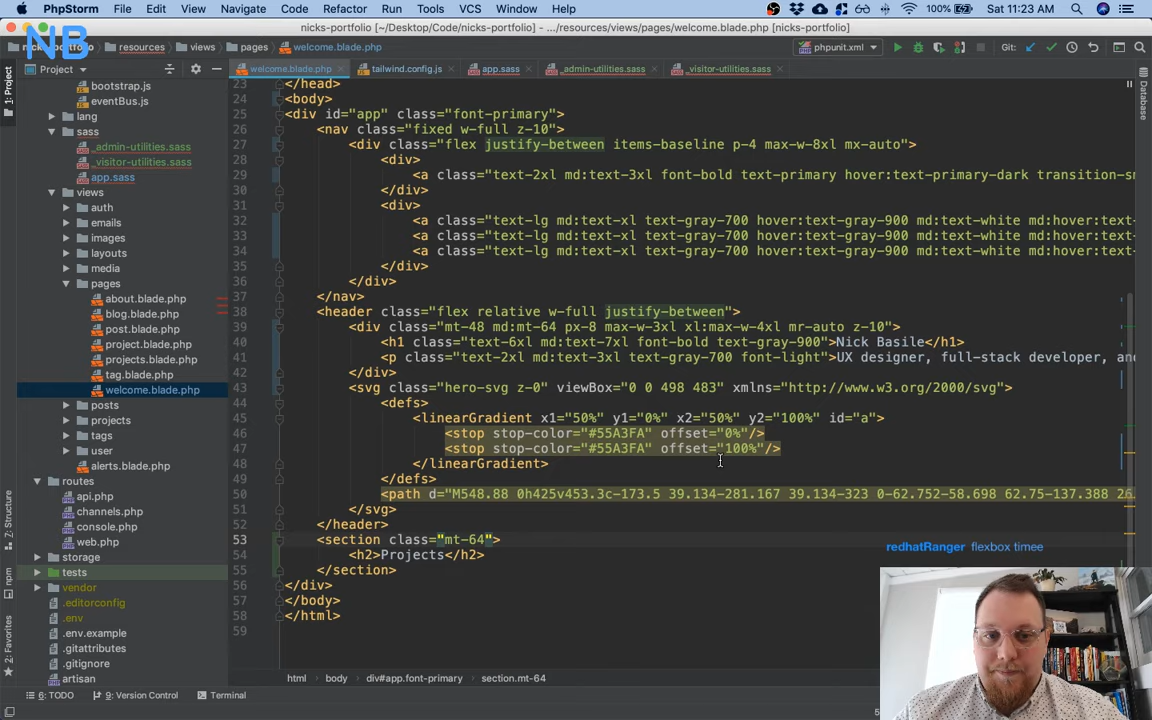 PhpStorm File Edit View Navigate Code Refactor Run Tools VCS Window Help 100% Sat 11:23 AM
nicks-portfolio [~/Desktop/Code/nicks-portfolio] - .../resources/views/pages/welcome.blade.php [nicks-portfolio]
NB
nicks-portfolio resources views pages welcome.blade.php phpunit.xml Git:
Project welcome.blade.php tailwind.config.js app.sass _admin-utilities.sass _visitor-utilities.sass
1: Project
Database
7: Structure
npm
2: Favorites
bootstrap.js
eventBus.js
lang
sass
_admin-utilities.sass
_visitor-utilities.sass
app.sass
views
auth
emails
images
layouts
media
pages
about.blade.php
blog.blade.php
post.blade.php
project.blade.php
projects.blade.php
tag.blade.php
welcome.blade.php
posts
projects
tags
user
alerts.blade.php
routes
api.php
channels.php
console.php
web.php
storage
tests
vendor
.editorconfig
.env
.env.example
.gitattributes
.gitignore
artisan
23 </head>
24 <body>
25 <div id="app" class="font-primary">
26 <nav class="fixed w-full z-10">
27 <div class="flex justify-between items-baseline p-4 max-w-8xl mx-auto">
28 <div>
29 <a class="text-2xl md:text-3xl font-bold text-primary hover:text-primary-dark transition-sm
30 </div>
31 <div>
32 <a class="text-lg md:text-xl text-gray-700 hover:text-gray-900 md:text-white md:hover:text-
33 <a class="text-lg md:text-xl text-gray-700 hover:text-gray-900 md:text-white md:hover:text-
34 <a class="text-lg md:text-xl text-gray-700 hover:text-gray-900 md:text-white md:hover:text-
35 </div>
36 </div>
37 </nav>
38 <header class="flex relative w-full justify-between">
39 <div class="mt-48 md:mt-64 px-8 max-w-3xl xl:max-w-4xl mr-auto z-10">
40 <h1 class="text-6xl md:text-7xl font-bold text-gray-900">Nick Basile</h1>
41 <p class="text-2xl md:text-3xl text-gray-700 font-light">UX designer, full-stack developer, and
42 </div>
43 <svg class="hero-svg z-0" viewBox="0 0 498 483" xmlns="http://www.w3.org/2000/svg">
44 <defs>
45 <linearGradient x1="50%" y1="0%" x2="50%" y2="100%" id="a">
46 <stop stop-color="#55A3FA" offset="0%"/>
47 <stop stop-color="#55A3FA" offset="100%"/>
48 </linearGradient>
49 </defs>
50 <path d="M548.88 0h425v453.3c-173.5 39.134-281.167 39.134-323 0-62.752-58.698 62.75-137.388 26
51 </svg>
52 </header>
53 <section class="mt-64">
54 <h2>Projects</h2>
55 </section>
56 </div>
57 </body>
58 </html>
59
redhatRanger flexbox timee
html body div#app.font-primary section.mt-64
6: TODO 9: Version Control Terminal